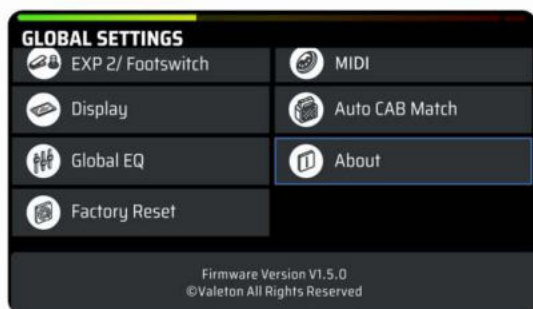 GLOBAL SETTINGS
EXP 2/ Footswitch
MIDI
Display
Auto CAB Match
Global EQ
About
Factory Reset
Firmware Version V1.5.0
©Valeton All Rights Reserved